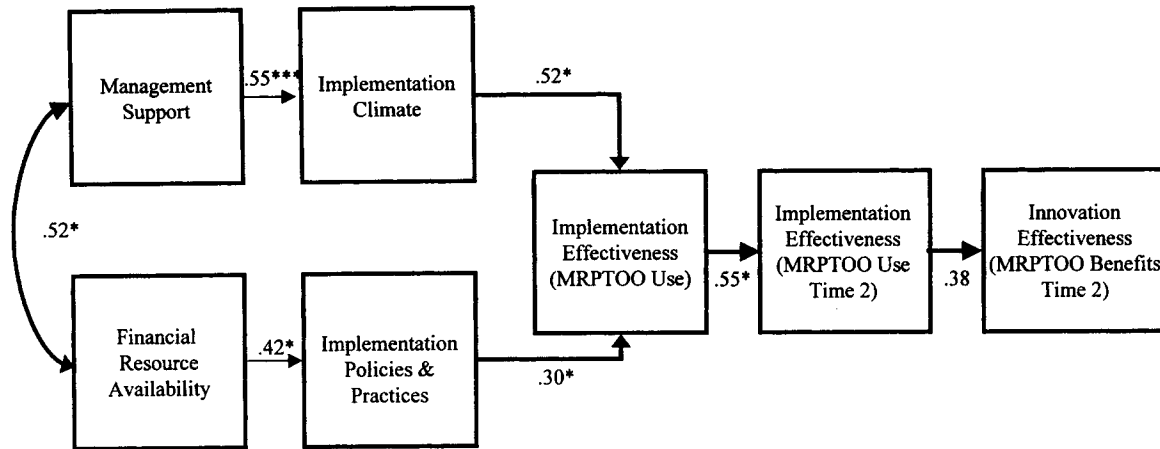 Management
Support
.55***
Implementation
Climate
.52*
.52*
Financial
Resource
Availability
.42*
Implementation
Policies &
Practices
.30*
Implementation
Effectiveness
(MRPTOO Use)
.55*
Implementation
Effectiveness
(MRPTOO Use
Time 2)
.38
Innovation
Effectiveness
(MRPTOO Benefits
Time 2)